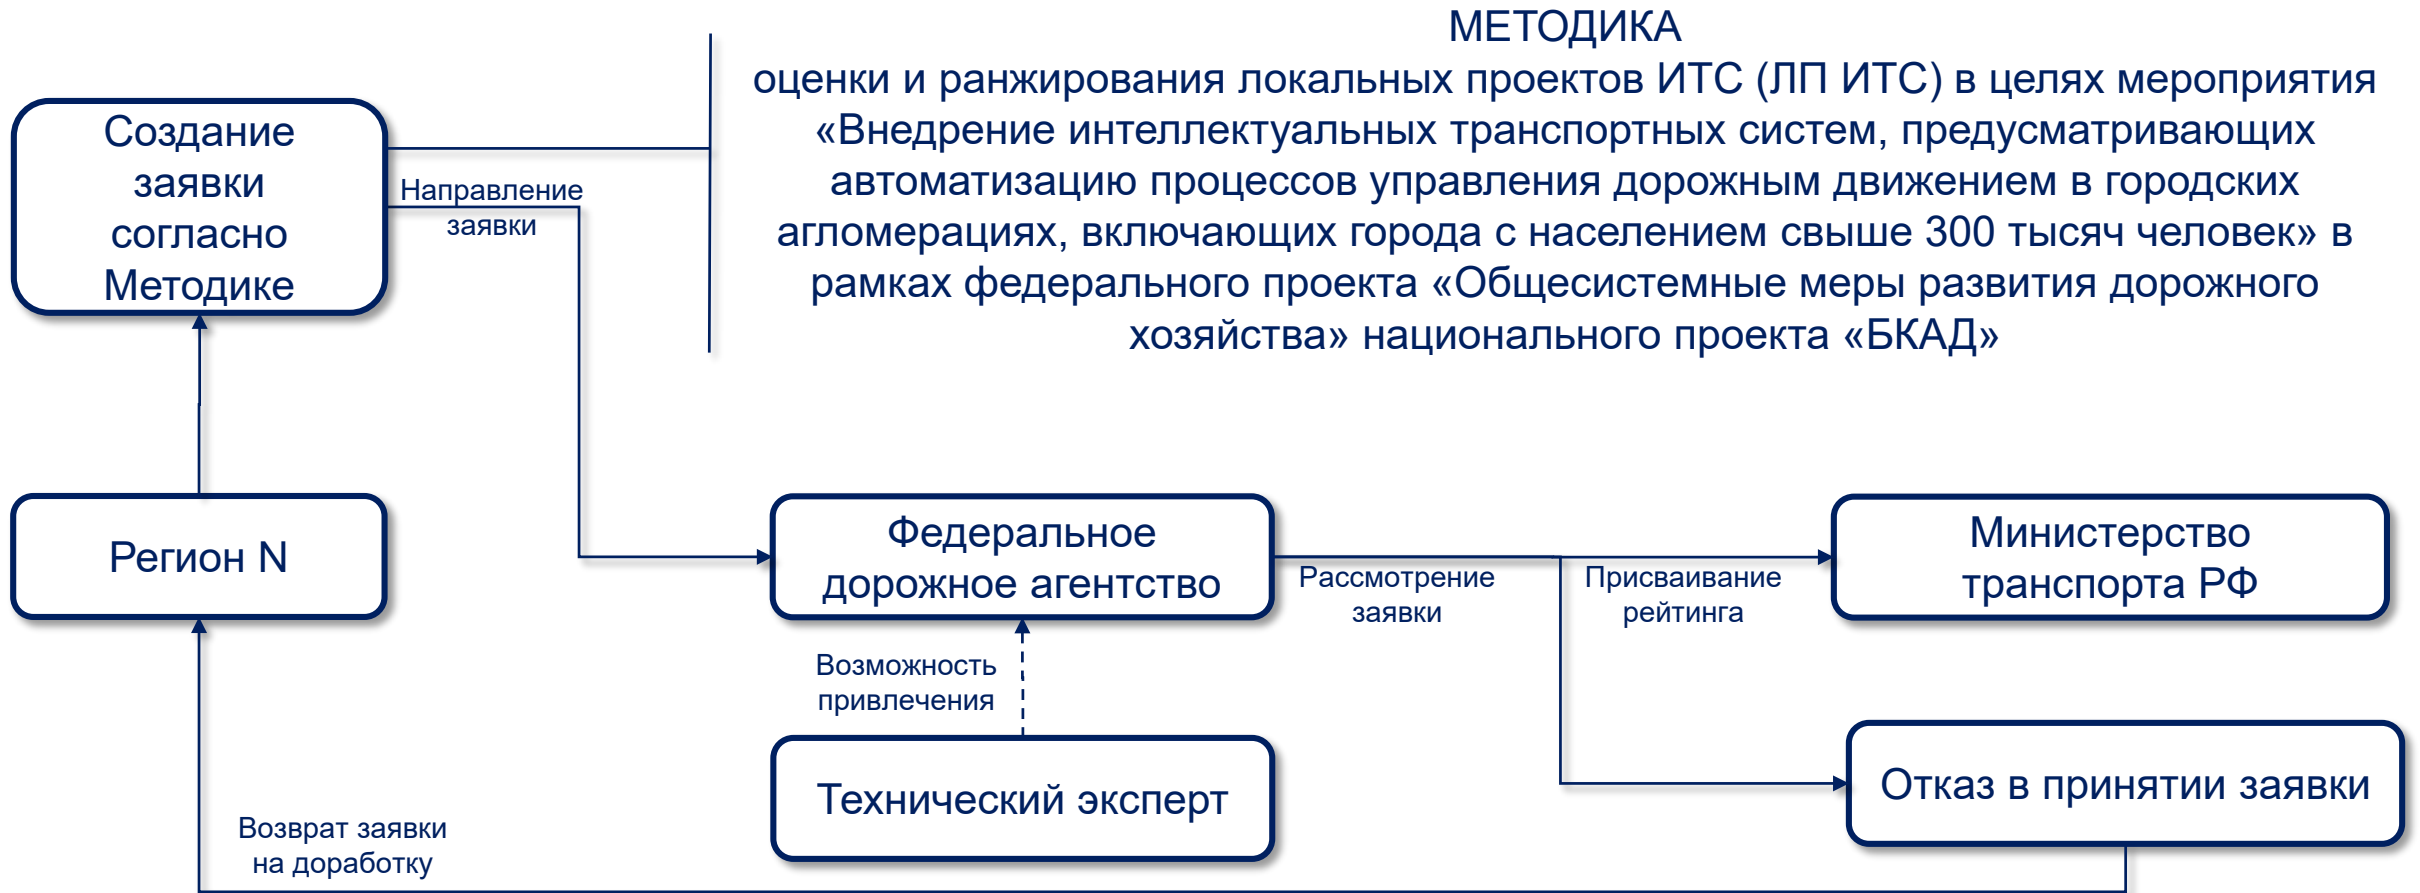 МЕТОДИКА
оценки и ранжирования локальных проектов ИТС (ЛП ИТС) в целях мероприятия
«Внедрение интеллектуальных транспортных систем, предусматривающих
автоматизацию процессов управления дорожным движением в городских
агломерациях, включающих города с населением свыше 300 тысяч человек» в
рамках федерального проекта «Общесистемные меры развития дорожного
хозяйства» национального проекта «БКАД»
Создание
заявки
согласно
Методике
Направление
заявки
Регион N
Федеральное
дорожное агентство
Рассмотрение
заявки
Присваивание
рейтинга
Министерство
транспорта РФ
Возможность
привлечения
Технический эксперт
Отказ в принятии заявки
Возврат заявки
на доработку